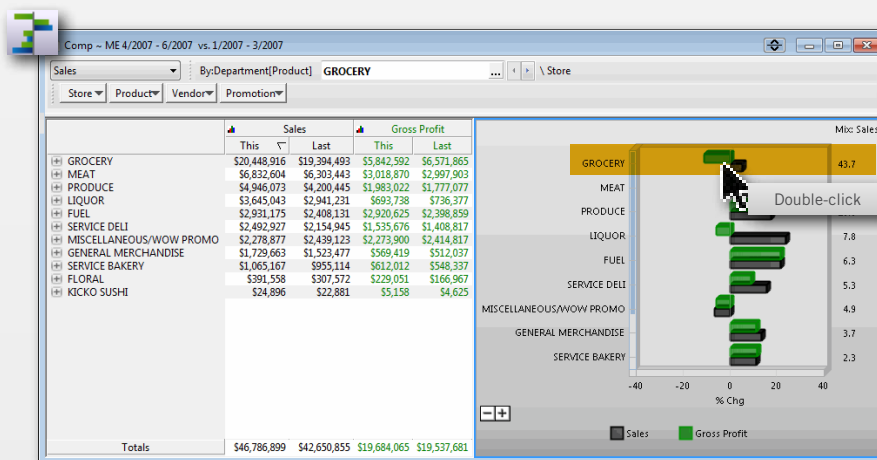 Comp ~ ME 4/2007 - 6/2007 vs. 1/2007 - 3/2007
Sales By:Department[Product] GROCERY ... \ Store
Store Product Vendor Promotion
Sales Gross Profit
This Last This Last
GROCERY $20,448,916 $19,394,493 $5,842,592 $6,571,865
MEAT $6,832,604 $6,303,443 $3,018,870 $2,997,903
PRODUCE $4,946,073 $4,200,445 $1,983,022 $1,777,077
LIQUOR $3,645,043 $2,941,231 $693,738 $736,377
FUEL $2,931,175 $2,408,131 $2,920,625 $2,398,859
SERVICE DELI $2,492,927 $2,154,945 $1,535,676 $1,408,817
MISCELLANEOUS/WOW PROMO $2,278,877 $2,439,123 $2,273,900 $2,414,817
GENERAL MERCHANDISE $1,729,663 $1,523,477 $569,419 $512,037
SERVICE BAKERY $1,065,167 $955,114 $612,012 $548,337
FLORAL $391,558 $307,572 $229,051 $166,967
KICKO SUSHI $24,896 $22,881 $5,158 $4,625
Totals $46,786,899 $42,650,855 $19,684,065 $19,537,681
Mix: Sales
GROCERY 43.7
MEAT
Double-click
PRODUCE
LIQUOR 7.8
FUEL 6.3
SERVICE DELI 5.3
MISCELLANEOUS/WOW PROMO 4.9
GENERAL MERCHANDISE 3.7
SERVICE BAKERY 2.3
-40 -20 0 20 40
% Chg
Sales Gross Profit